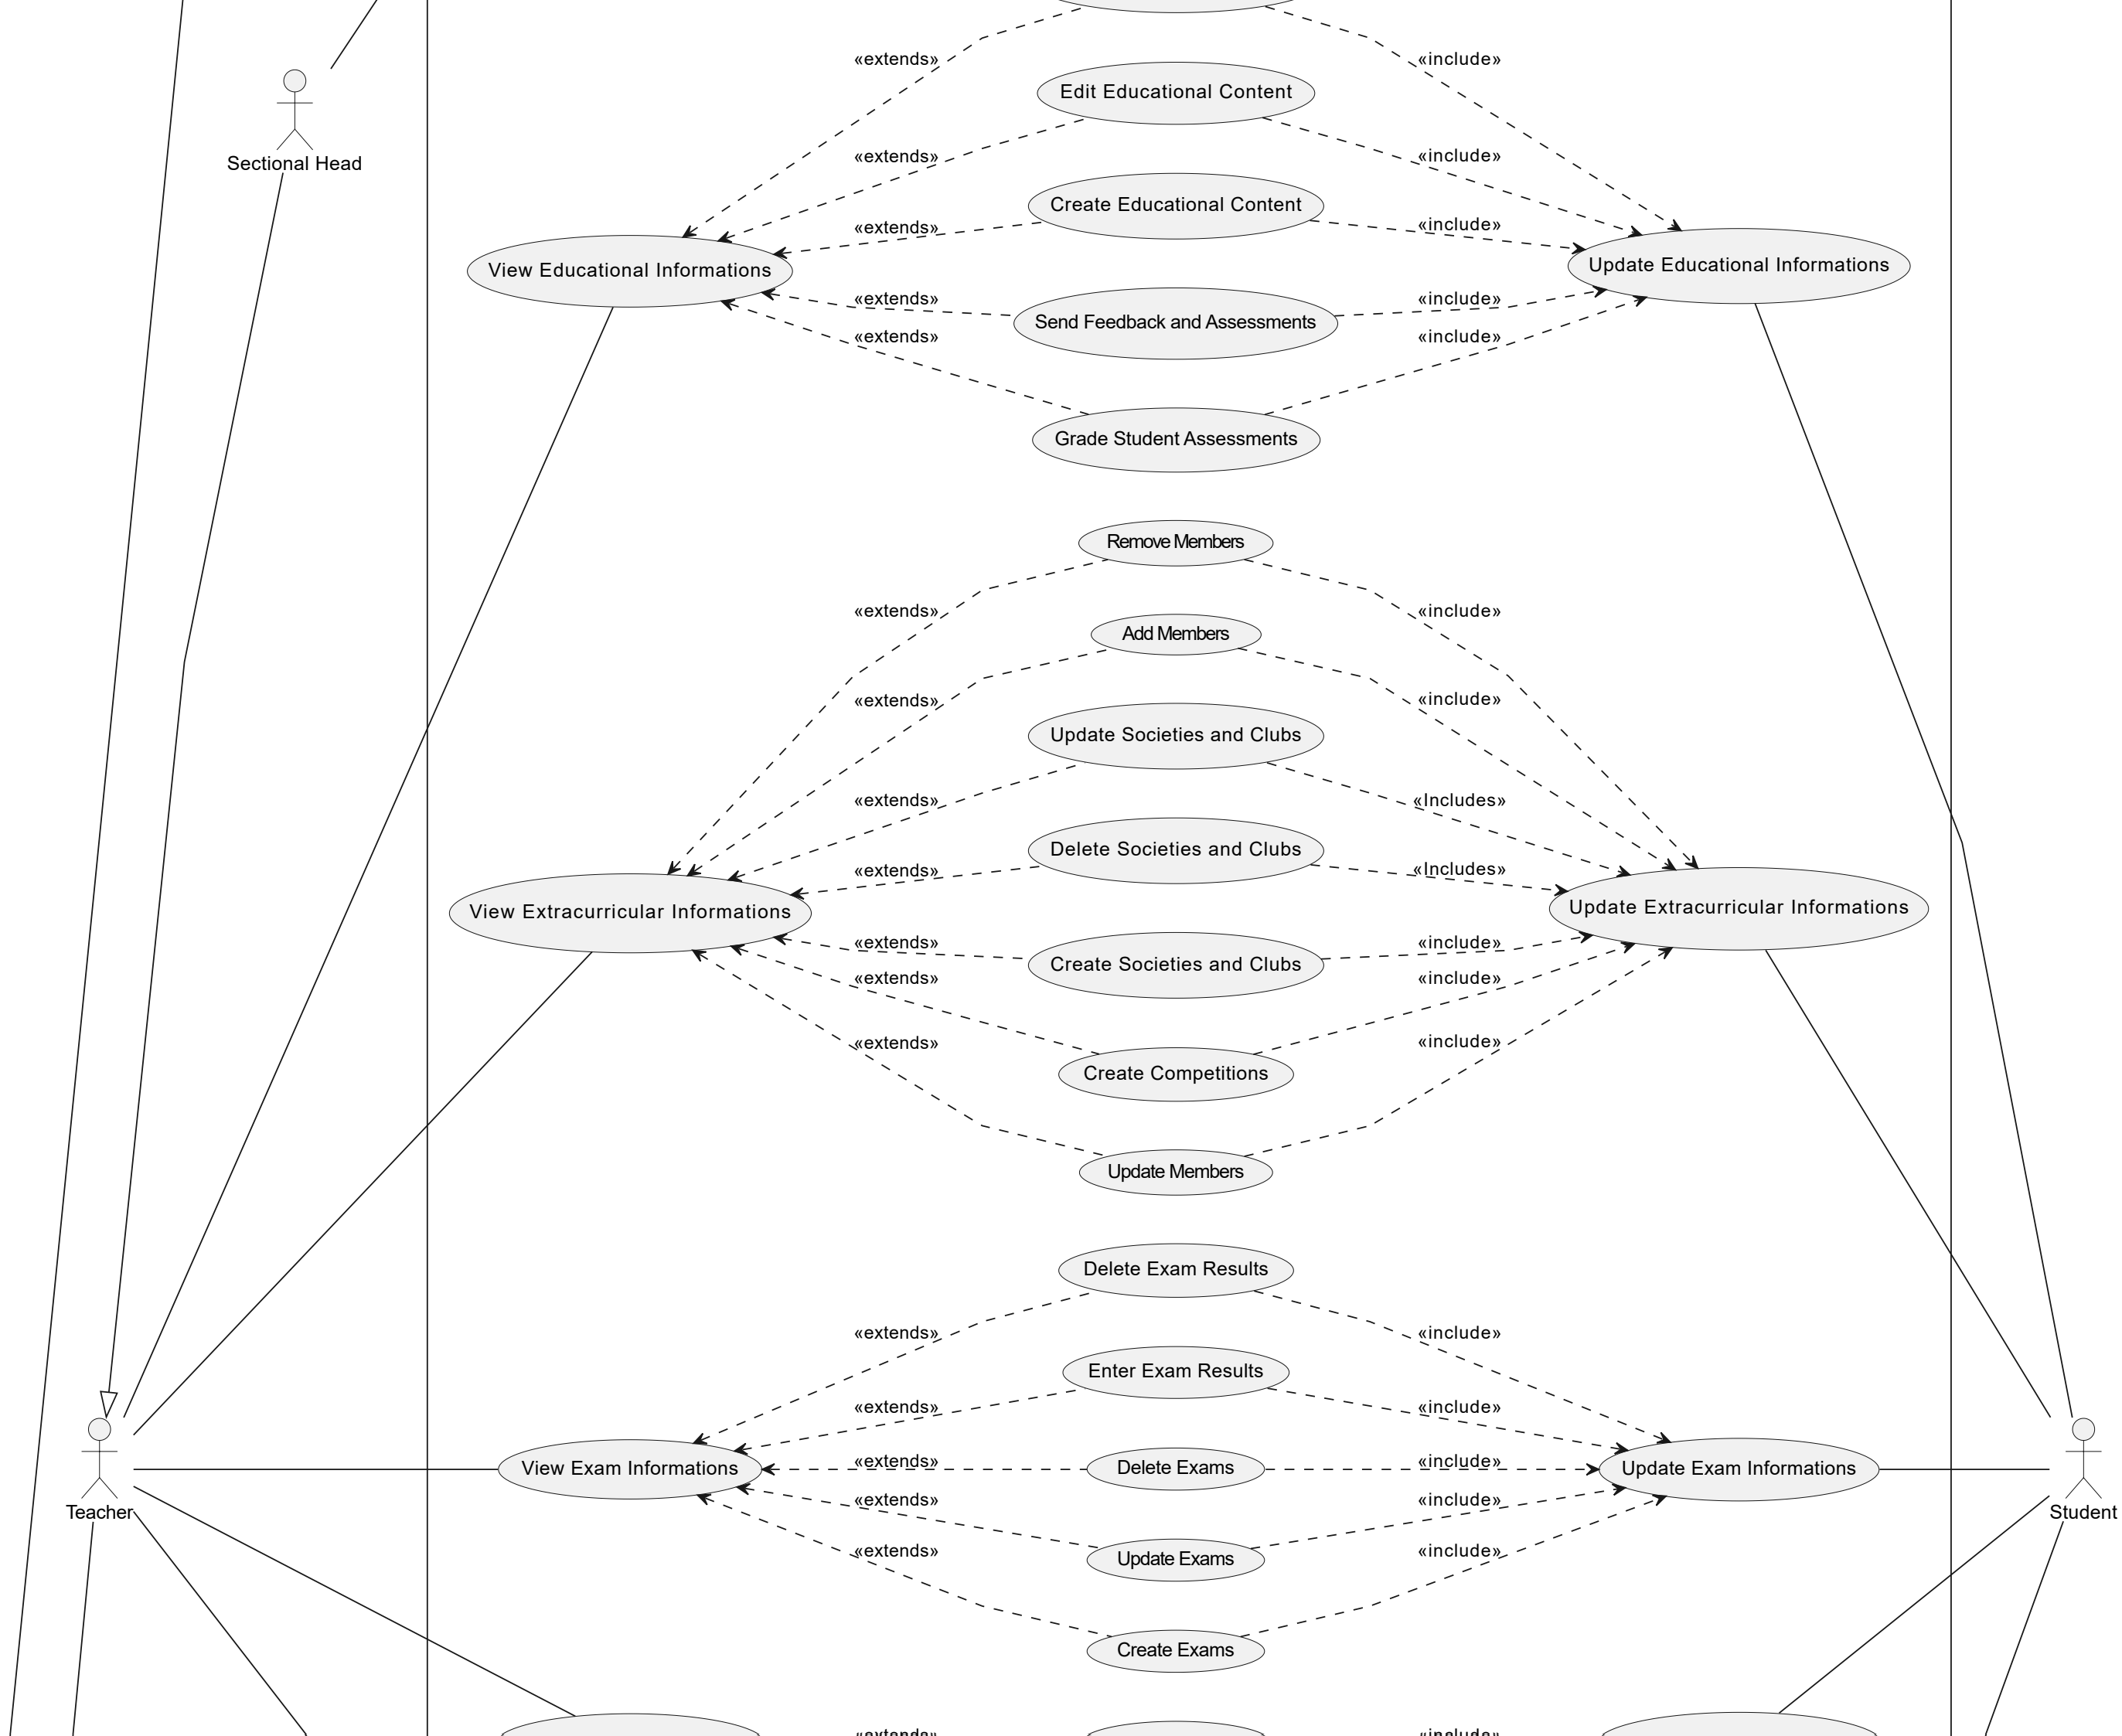 «extends»
«include»
Edit Educational Content
Sectional Head
«extends»
«include»
Create Educational Content
«extends»
«include»
View Educational Informations
Update Educational Informations
«extends»
«include»
Send Feedback and Assessments
«extends»
«include»
Grade Student Assessments
Remove Members
«extends»
«include»
Add Members
«extends»
«include»
Update Societies and Clubs
«extends»
«Includes»
Delete Societies and Clubs
«extends»
«Includes»
View Extracurricular Informations
Update Extracurricular Informations
«extends»
«include»
Create Societies and Clubs
«extends»
«include»
«extends»
«include»
Create Competitions
Update Members
Delete Exam Results
«extends»
«include»
Enter Exam Results
«extends»
«include»
«extends»
«include»
View Exam Informations
Delete Exams
Update Exam Informations
«extends»
«include»
Teacher
Student
«extends»
«include»
Update Exams
Create Exams
«extends»
«include»